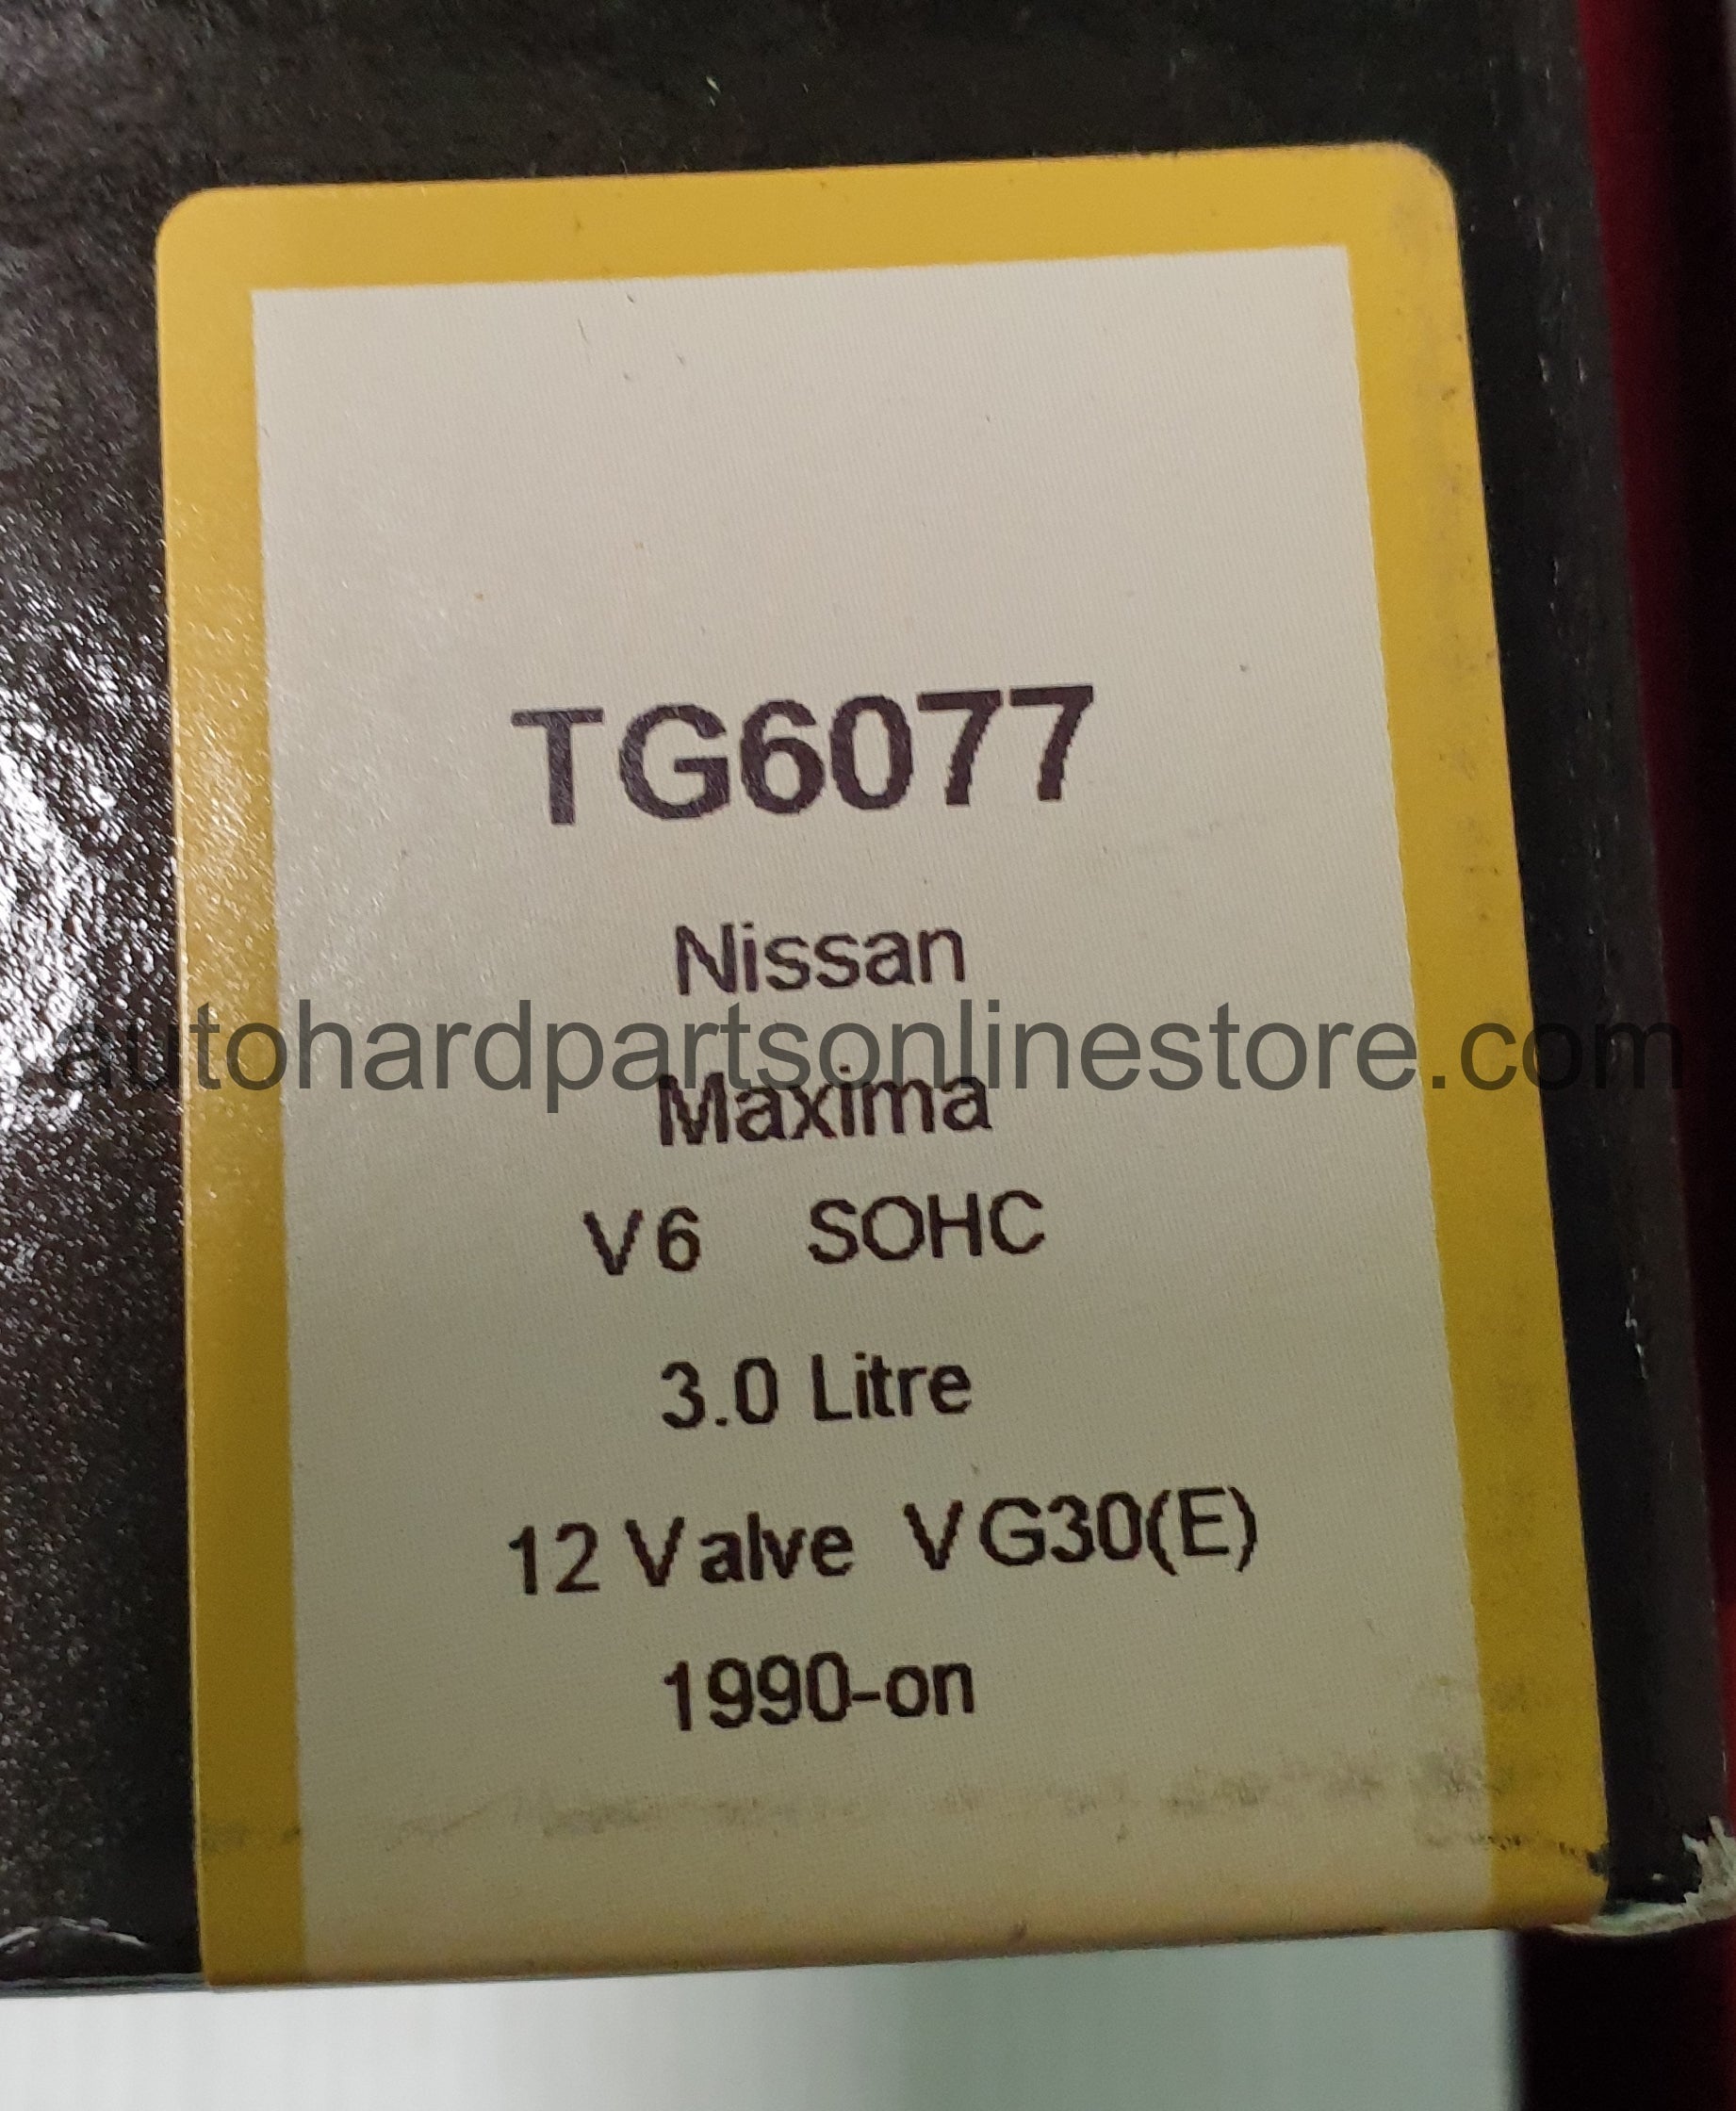 TG6077
Nissan
autohardpartsonlinestore.com
Maxima
V6 SOHC
3.0 Litre
12 Valve VG30(E)
1990-on